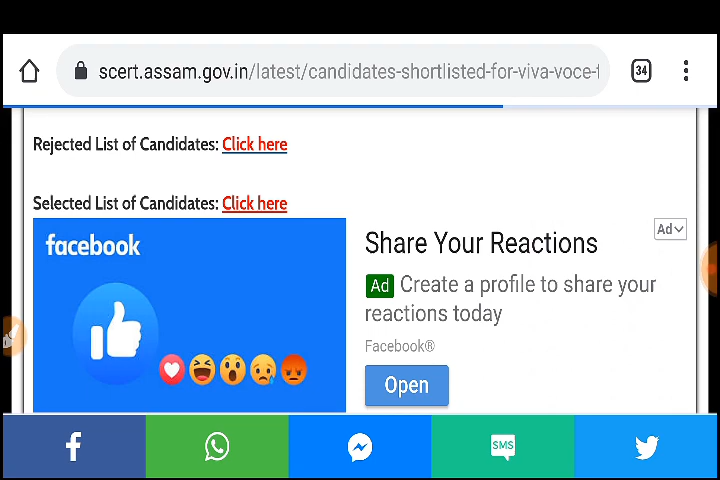 scert.assam.gov.in/latest/candidates-shortlisted-for-viva-voce-
34
Rejected List of Candidates: Click here
Selected List of Candidates: Click here
facebook
Share Your Reactions
Ad
Ad Create a profile to share your
reactions today
Facebook®
Open
f
SMS